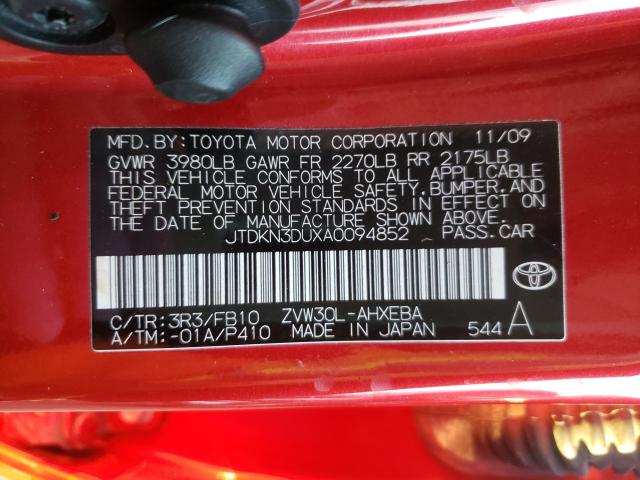 MFD.BY:TOYOTA MOTOR CORPORATION 11/09
GVWR 3980LB GAWR FR 2270LB RR 2175LB
THIS VEHICLE CONFORMS TO ALL APPLICABLE
FEDERAL MOTOR VEHICLE SAFETY,BUMPER,AND
THEFT PREVENTION STANDARDS IN EFFECT ON
THE DATE OF MANUFACTURE SHOWN ABOVE.
JTDKN3DUXA0094852 PASS.CAR
C/TR:3R3/FB10 ZVW30L-AHXEBA
A/TM:-01A/P410 MADE IN JAPAN 544 A